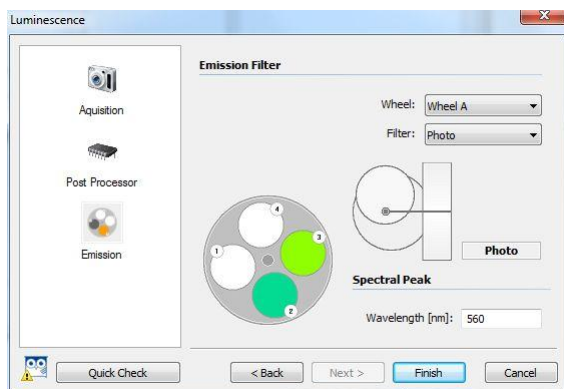 Luminescence
Aquisition
Post Processor
Emission
Emission Filter
Wheel: Wheel A
Filter: Photo
1
4
3
2
Photo
Spectral Peak
Wavelength [nm]: 560
Quick Check
< Back
Next >
Finish
Cancel